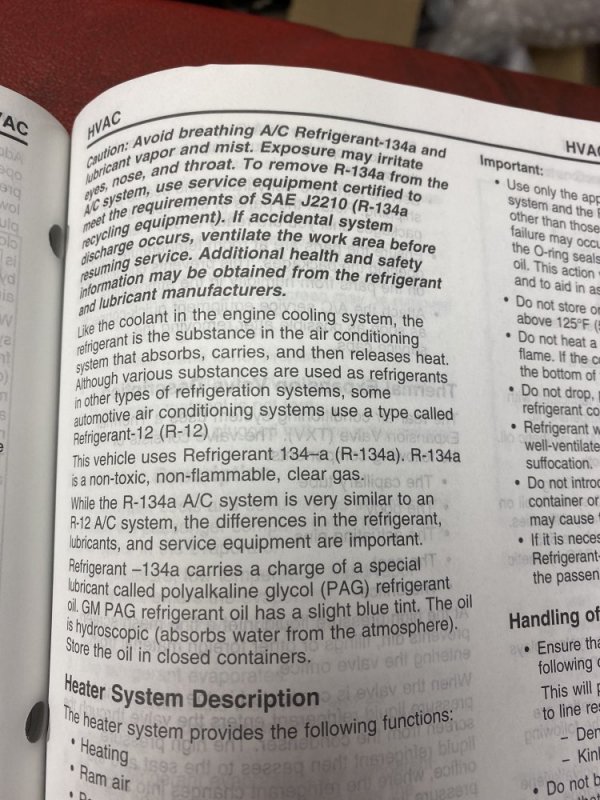 AC
HVAC
Caution: Avoid breathing A/C Refrigerant-134a and
lubricant vapor and mist. Exposure may irritate
eyes, nose, and throat. To remove R-134a from the
A/C system, use service equipment certified to
meet the requirements of SAE J2210 (R-134a
recycling equipment). If accidental system
discharge occurs, ventilate the work area before
resuming service. Additional health and safety
information may be obtained from the refrigerant
and lubricant manufacturers.
Like the coolant in the engine cooling system, the
refrigerant is the substance in the air conditioning
system that absorbs, carries, and then releases heat.
Although various substances are used as refrigerants
in other types of refrigeration systems, some
automotive air conditioning systems use a type called
Refrigerant-12 (R-12).
This vehicle uses Refrigerant 134–a (R-134a). R-134a
is a non-toxic, non-flammable, clear gas.
While the R-134a A/C system is very similar to an
R-12 A/C system, the differences in the refrigerant,
lubricants, and service equipment are important.
Refrigerant –134a carries a charge of a special
lubricant called polyalkaline glycol (PAG) refrigerant
oil. GM PAG refrigerant oil has a slight blue tint. The oil
is hydroscopic (absorbs water from the atmosphere).
Store the oil in closed containers.
Heater System Description
The heater system provides the following functions:
• Heating
• Ram air
HVAC
Important:
• Use only the app
system and the
other than those
failure may occu
the O-ring seals
oil. This action
and to aid in as
• Do not store or
above 125°F
• Do not heat a
flame. If the c
the bottom of
• Do not drop,
refrigerant co
• Refrigerant w
well-ventilate
suffocation.
• Do not introd
container or
may cause
• If it is neces
Refrigerant-
the passen
Handling of
• Ensure tha
following
This will
to line res
– Den
– Kink
• Do not b